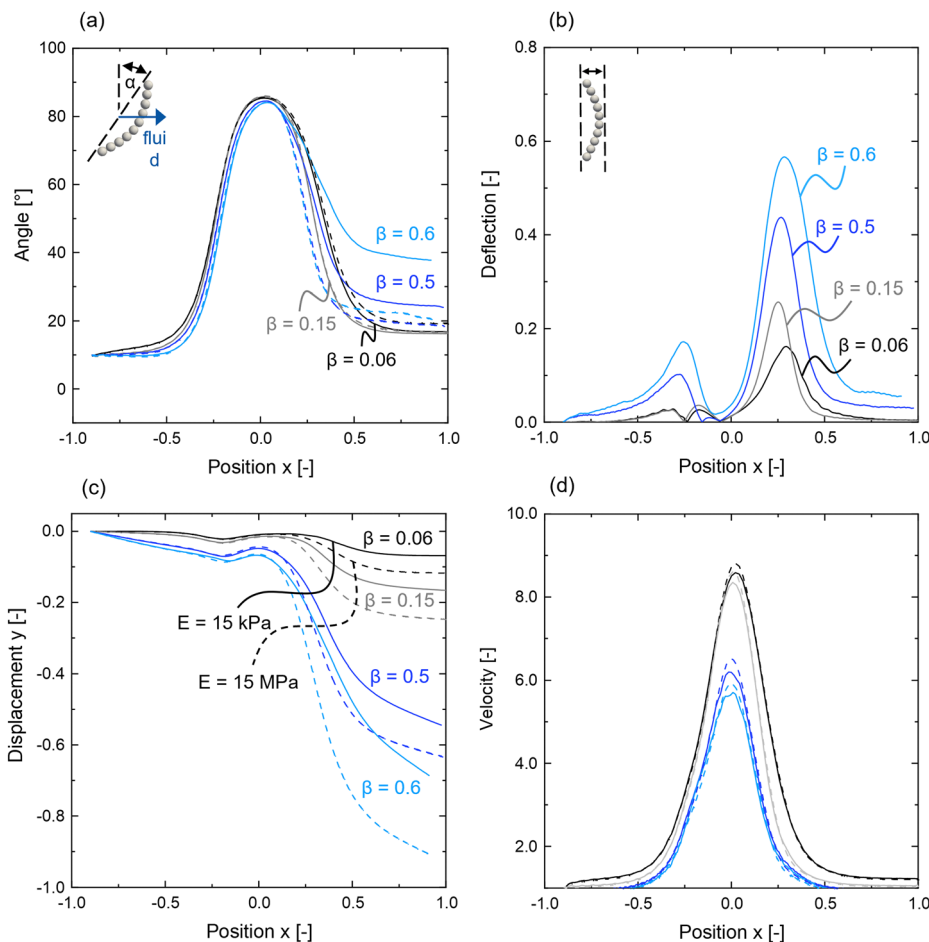 (a)
100
80
60
40
20
0
Angle [°]
α
flui
d
β = 0.6
β = 0.5
β = 0.15
β = 0.06
-1.0
-0.5
0.0
0.5
1.0
Position x [-]
(b)
0.8
0.6
0.4
0.2
0.0
Deflection [-]
β = 0.6
β = 0.5
β = 0.15
β = 0.06
-1.0
-0.5
0.0
0.5
1.0
Position x [-]
(c)
0.0
-0.2
-0.4
-0.6
-0.8
-1.0
Displacement y [-]
β = 0.06
β = 0.15
E = 15 kPa
E = 15 MPa
β = 0.5
β = 0.6
-1.0
-0.5
0.0
0.5
1.0
Position x [-]
(d)
10.0
8.0
6.0
4.0
2.0
Velocity [-]
-1.0
-0.5
0.0
0.5
1.0
Position x [-]